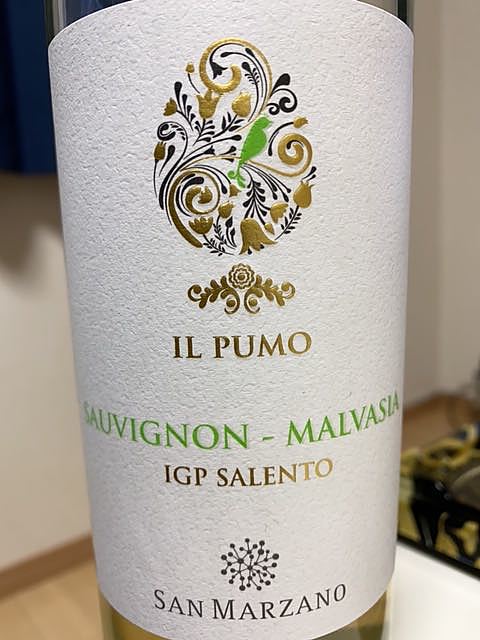 IL PUMO
SAUVIGNON - MALVASIA
IGP SALENTO
SAN MARZANO